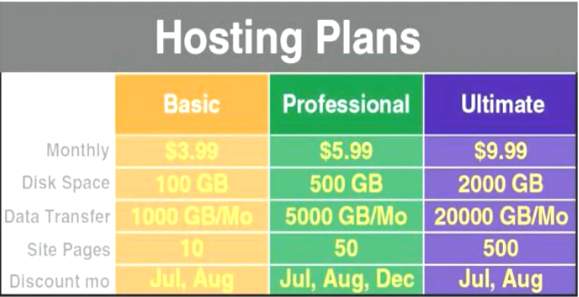 Hosting Plans
Basic Professional Ultimate
Monthly $3.99 $5.99 $9.99
Disk Space 100 GB 500 GB 2000 GB
Data Transfer 1000 GB/Mo 5000 GB/Mo 20000 GB/Mo
Site Pages 10 50 500
Discount mo Jul, Aug Jul, Aug, Dec Jul, Aug